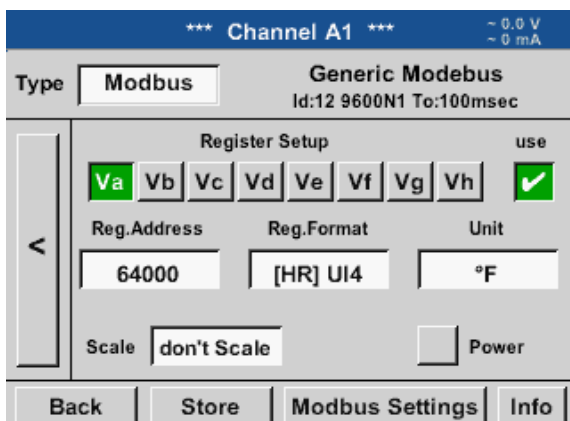 *** Channel A1 *** ~ 0.0 V
~ 0 mA
Type Modbus Generic Modebus
Id:12 9600N1 To:100msec
Register Setup use
Va Vb Vc Vd Ve Vf Vg Vh
Reg.Address Reg.Format Unit
<
64000 [HR] UI4 °F
Scale don't Scale Power
Back Store Modbus Settings Info